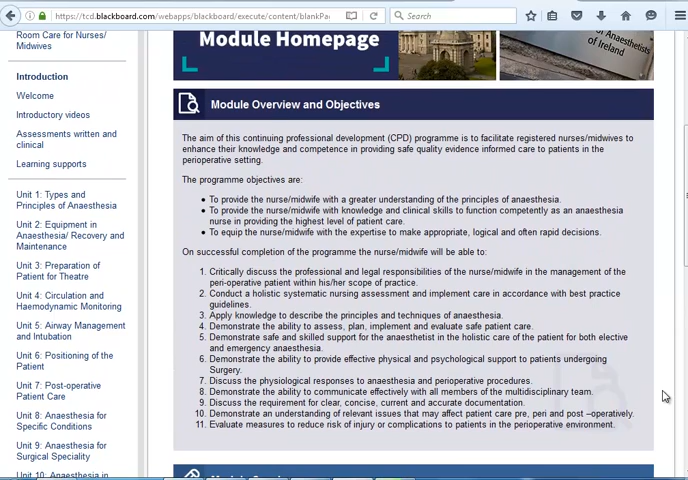 https://tcd.blackboard.com/webapps/blackboard/execute/content/blankPa
Search
Room Care for Nurses/
Midwives
Introduction
Welcome
Introductory videos
Assessments written and
clinical
Learning supports
Unit 1: Types and
Principles of Anaesthesia
Unit 2: Equipment in
Anaesthesia/ Recovery and
Maintenance
Unit 3: Preparation of
Patient for Theatre
Unit 4: Circulation and
Haemodynamic Monitoring
Unit 5: Airway Management
and Intubation
Unit 6: Positioning of the
Patient
Unit 7: Post-operative
Patient Care
Unit 8: Anaesthesia for
Specific Conditions
Unit 9: Anaesthesia for
Surgical Speciality
Unit 10: Anaesthesia in
Module Homepage
of Anaesthetists
of Ireland
Module Overview and Objectives
The aim of this continuing professional development (CPD) programme is to facilitate registered nurses/midwives to
enhance their knowledge and competence in providing safe quality evidence informed care to patients in the
perioperative setting.
The programme objectives are:
• To provide the nurse/midwife with a greater understanding of the principles of anaesthesia.
• To provide the nurse/midwife with knowledge and clinical skills to function competently as an anaesthesia
nurse in providing the highest level of patient care.
• To equip the nurse/midwife with the expertise to make appropriate, logical and often rapid decisions.
On successful completion of the programme the nurse/midwife will be able to:
1. Critically discuss the professional and legal responsibilities of the nurse/midwife in the management of the
peri-operative patient within his/her scope of practice.
2. Conduct a holistic systematic nursing assessment and implement care in accordance with best practice
guidelines.
3. Apply knowledge to describe the principles and techniques of anaesthesia.
4. Demonstrate the ability to assess, plan, implement and evaluate safe patient care.
5. Demonstrate safe and skilled support for the anaesthetist in the holistic care of the patient for both elective
and emergency anaesthesia.
6. Demonstrate the ability to provide effective physical and psychological support to patients undergoing
Surgery.
7. Discuss the physiological responses to anaesthesia and perioperative procedures.
8. Demonstrate the ability to communicate effectively with all members of the multidisciplinary team.
9. Discuss the requirement for clear, concise, current and accurate documentation.
10. Demonstrate an understanding of relevant issues that may affect patient care pre, peri and post –operatively.
11. Evaluate measures to reduce risk of injury or complications to patients in the perioperative environment.